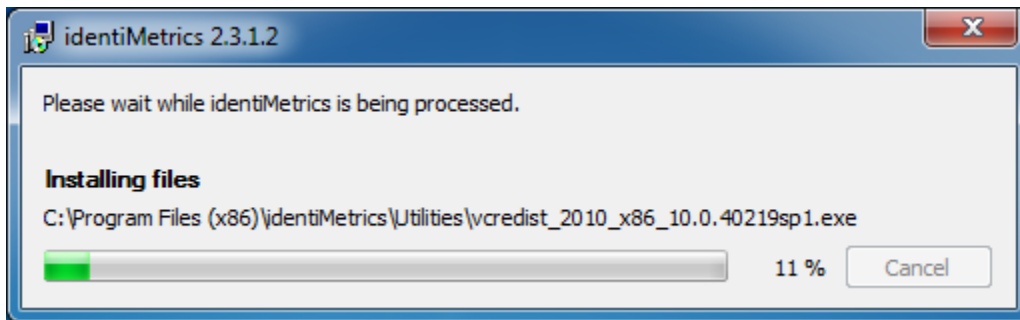 identiMetrics 2.3.1.2
Please wait while identiMetrics is being processed.
Installing files
C:\Program Files (x86)\identiMetrics\Utilities\vcredist_2010_x86_10.0.40219sp1.exe
11 % Cancel